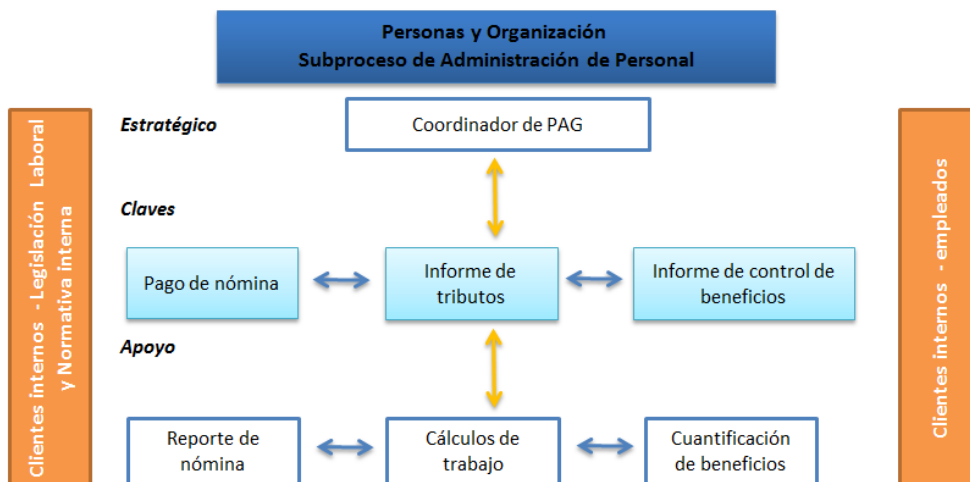 Personas y Organización
Subproceso de Administración de Personal
Clientes internos - Legislación Laboral
y Normativa interna
Estratégico
Coordinador de PAG
Claves
Pago de nómina
Informe de
tributos
Informe de control de
beneficios
Apoyo
Reporte de
nómina
Cálculos de
trabajo
Cuantificación
de beneficios
Clientes internos - empleados